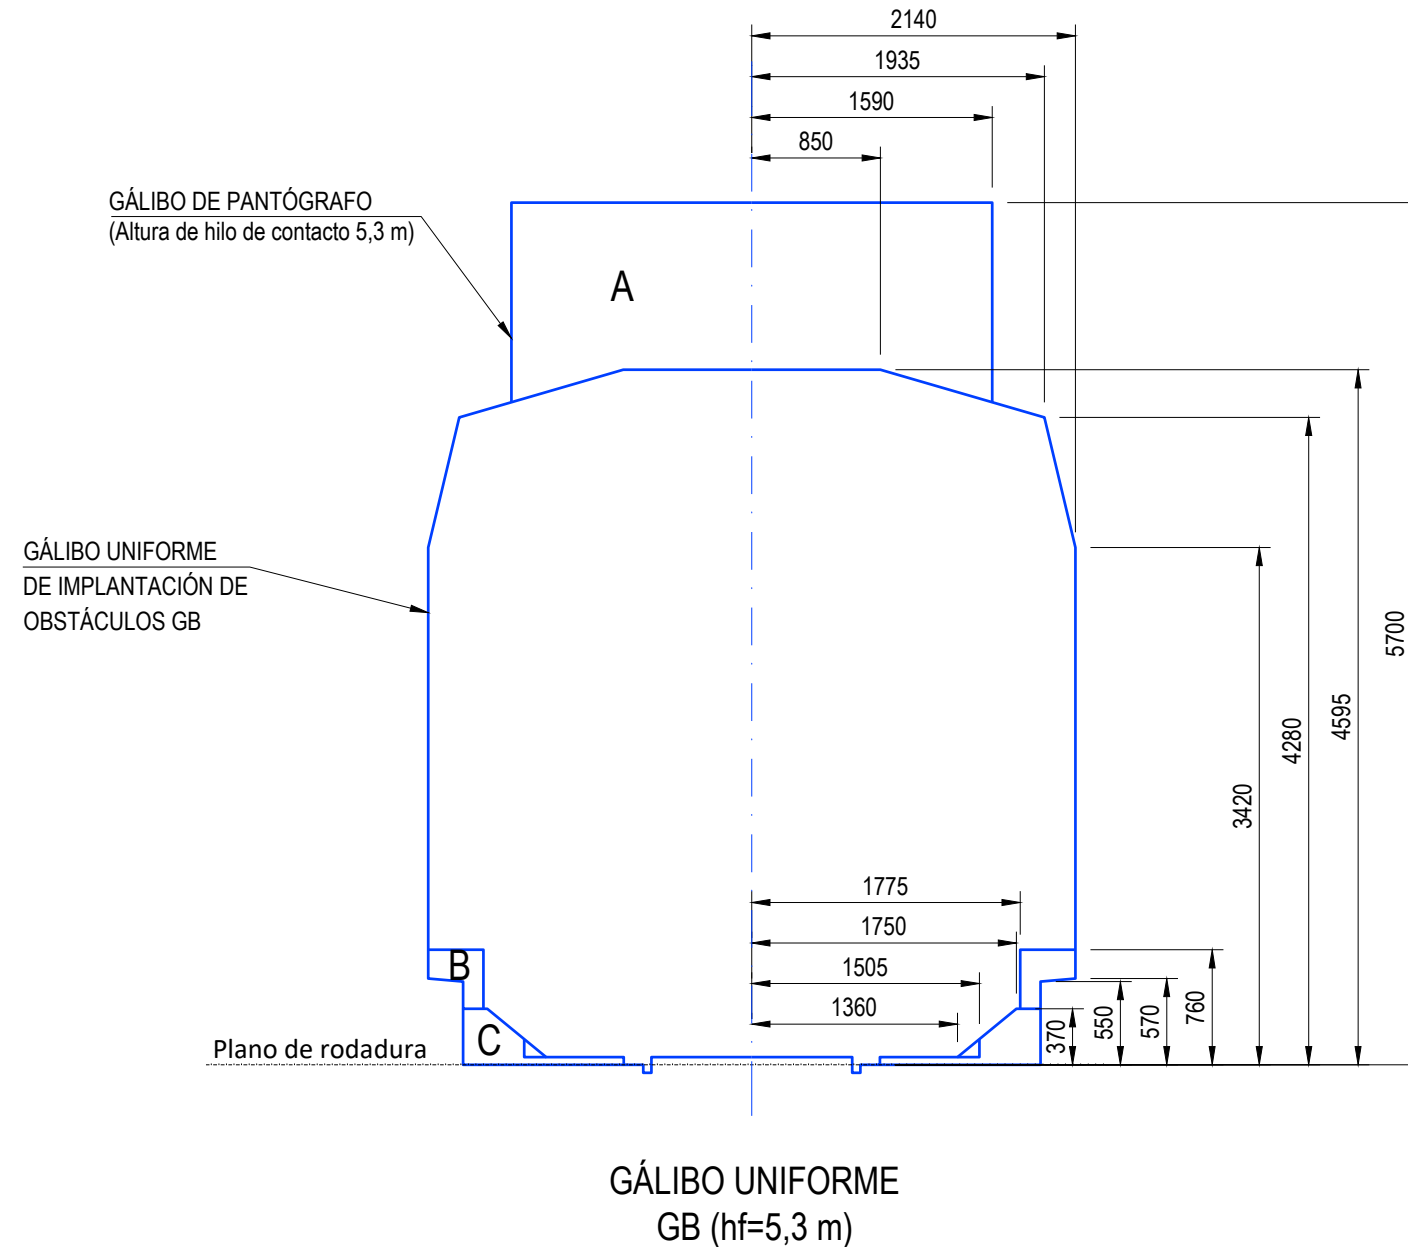 2140
1935
1590
850
GÁLIBO DE PANTÓGRAFO
(Altura de hilo de contacto 5,3 m)
A
GÁLIBO UNIFORME
DE IMPLANTACIÓN DE
OBSTÁCULOS GB
5700
4595
4280
3420
1775
1750
1505
1360
B
C
370
550
570
760
Plano de rodadura
GÁLIBO UNIFORME
GB (hf=5,3 m)